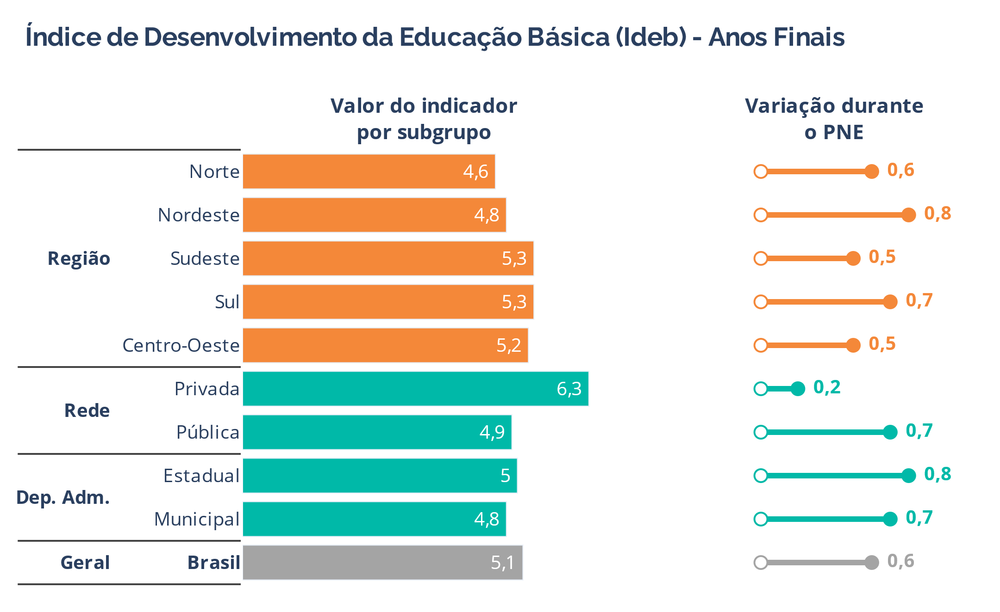 Índice de Desenvolvimento da Educação Básica (Ideb) - Anos Finais
Valor do indicador
por subgrupo
Variação durante
o PNE
Norte 4,6 0,6
Nordeste 4,8 0,8
Região Sudeste 5,3 0,5
Sul 5,3 0,7
Centro-Oeste 5,2 0,5
Privada 6,3 0,2
Rede
Pública 4,9 0,7
Estadual 5 0,8
Dep. Adm.
Municipal 4,8 0,7
Geral Brasil 5,1 0,6